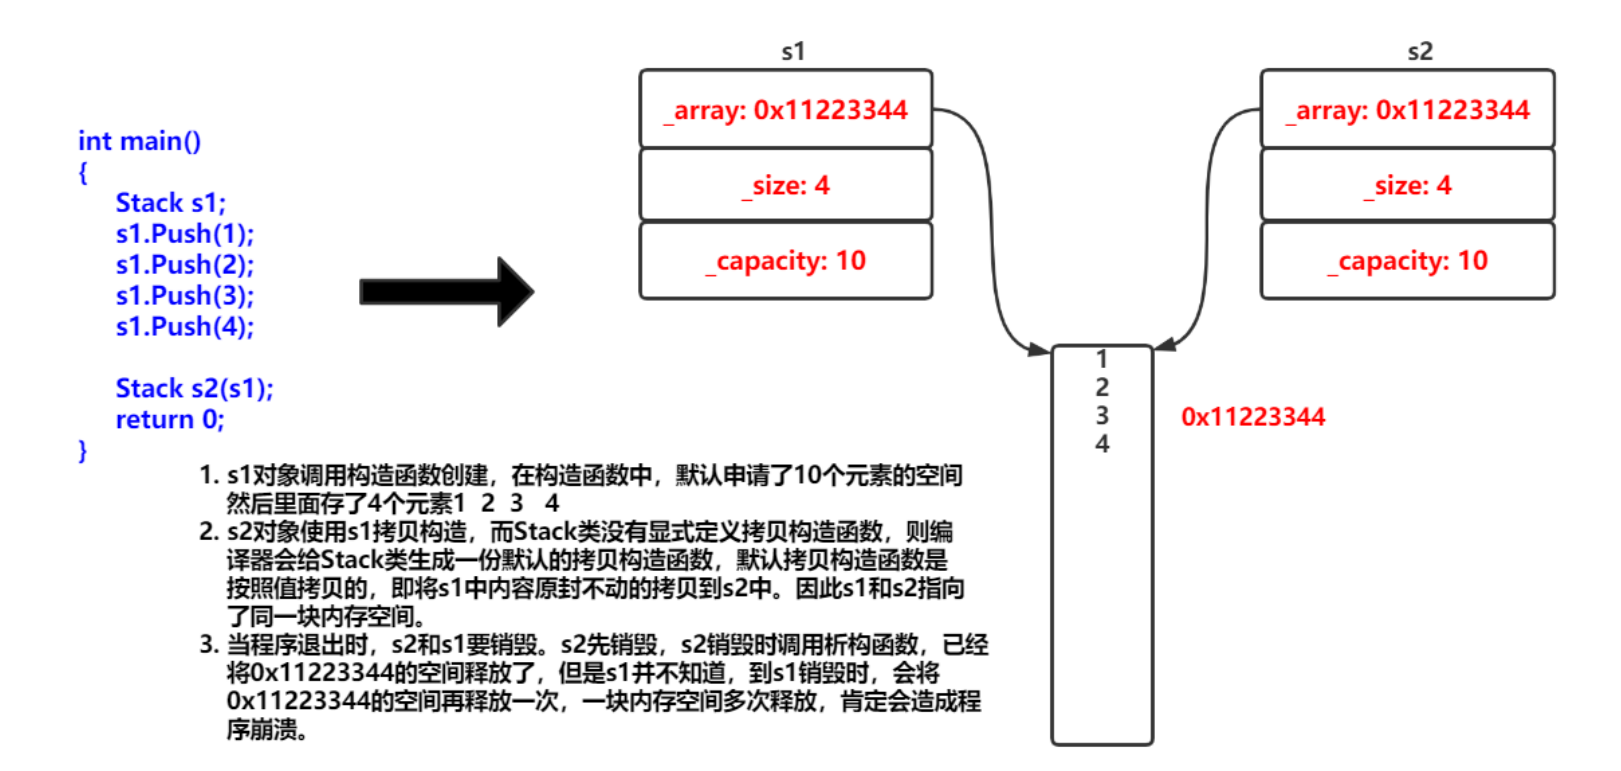 int main()
{
Stack s1;
s1.Push(1);
s1.Push(2);
s1.Push(3);
s1.Push(4);
Stack s2(s1);
return 0;
}
s1
_array: 0x11223344
_size: 4
_capacity: 10
s2
_array: 0x11223344
_size: 4
_capacity: 10
1
2
3
4
0x11223344
1. s1对象调用构造函数创建，在构造函数中，默认申请了10个元素的空间
然后里面存了4个元素1 2 3 4
2. s2对象使用s1拷贝构造，而Stack类没有显式定义拷贝构造函数，则编
译器会给Stack类生成一份默认的拷贝构造函数，默认拷贝构造函数是
按照值拷贝的，即将s1中内容原封不动的拷贝到s2中。因此s1和s2指向
了同一块内存空间。
3. 当程序退出时，s2和s1要销毁。s2先销毁，s2销毁时调用析构函数，已经
将0x11223344的空间释放了，但是s1并不知道，到s1销毁时，会将
0x11223344的空间再释放一次，一块内存空间多次释放，肯定会造成程
序崩溃。